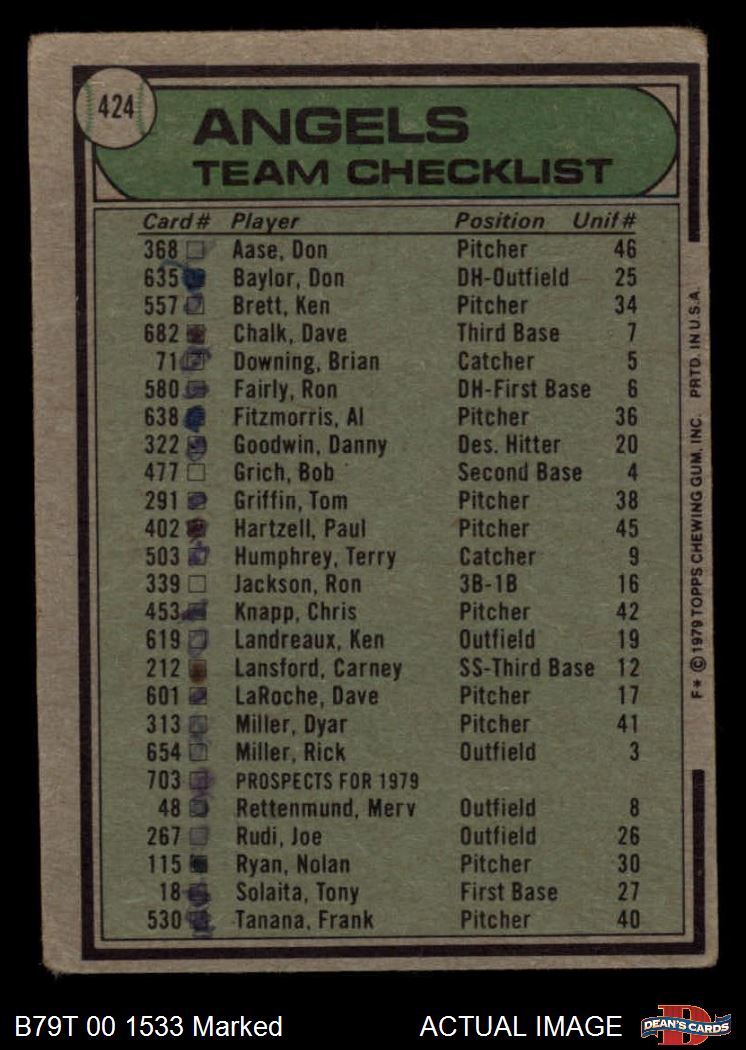 424
ANGELS
TEAM CHECKLIST
Card # Player Position Unif #
368 Aase, Don Pitcher 46
635 Baylor, Don DH-Outfield 25
557 Brett, Ken Pitcher 34
682 Chalk, Dave Third Base 7
71 Downing, Brian Catcher 5
580 Fairly, Ron DH-First Base 6
638 Fitzmorris, Al Pitcher 36
322 Goodwin, Danny Des. Hitter 20
477 Grich, Bob Second Base 4
291 Griffin, Tom Pitcher 38
402 Hartzell, Paul Pitcher 45
503 Humphrey, Terry Catcher 9
339 Jackson, Ron 3B-1B 16
453 Knapp, Chris Pitcher 42
619 Landreaux, Ken Outfield 19
212 Lansford, Carney SS-Third Base 12
601 LaRoche, Dave Pitcher 17
313 Miller, Dyar Pitcher 41
654 Miller, Rick Outfield 3
703 PROSPECTS FOR 1979
48 Rettenmund, Merv Outfield 8
267 Rudi, Joe Outfield 26
115 Ryan, Nolan Pitcher 30
18 Solaita, Tony First Base 27
530 Tanana, Frank Pitcher 40
F* © 1979 TOPPS CHEWING GUM, INC. PRTD. IN U.S.A.
B79T 00 1533 Marked ACTUAL IMAGE
D
DEAN'S CARDS